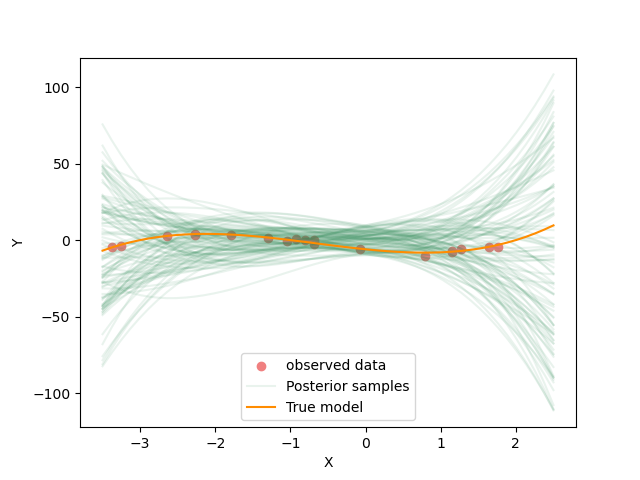 100
50
0
−50
−100
Y
observed data
Posterior samples
True model
−3
−2
−1
0
1
2
X